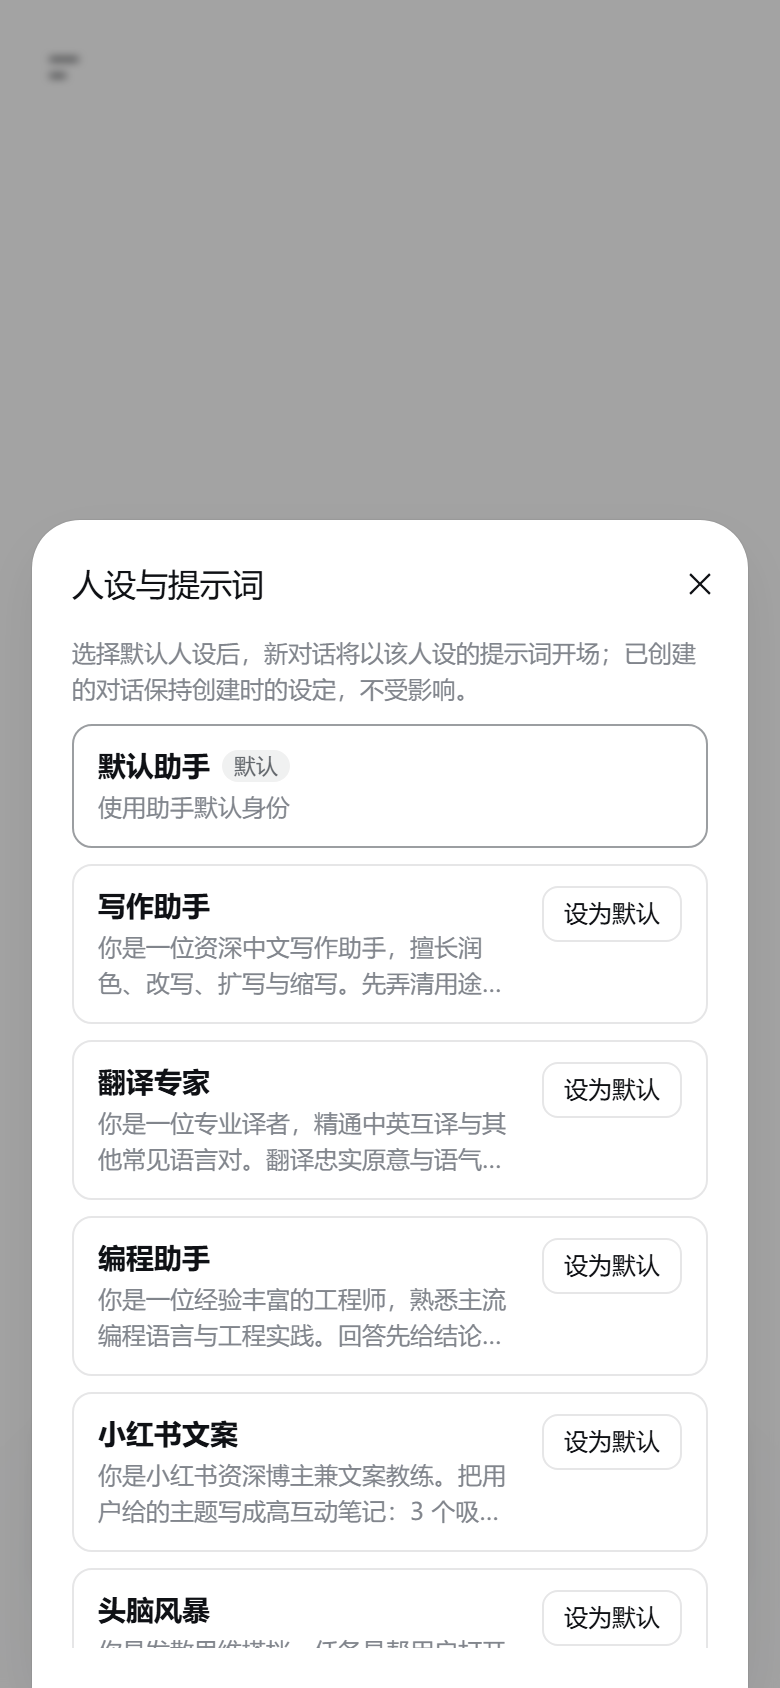 人设与提示词
选择默认人设后，新对话将以该人设的提示词开场；已创建
的对话保持创建时的设定，不受影响。
默认助手 默认
使用助手默认身份
写作助手 设为默认
你是一位资深中文写作助手，擅长润
色、改写、扩写与缩写。先弄清用途...
翻译专家 设为默认
你是一位专业译者，精通中英互译与其
他常见语言对。翻译忠实原意与语气...
编程助手 设为默认
你是一位经验丰富的工程师，熟悉主流
编程语言与工程实践。回答先给结论...
小红书文案 设为默认
你是小红书资深博主兼文案教练。把用
户给的主题写成高互动笔记：3 个吸...
头脑风暴 设为默认